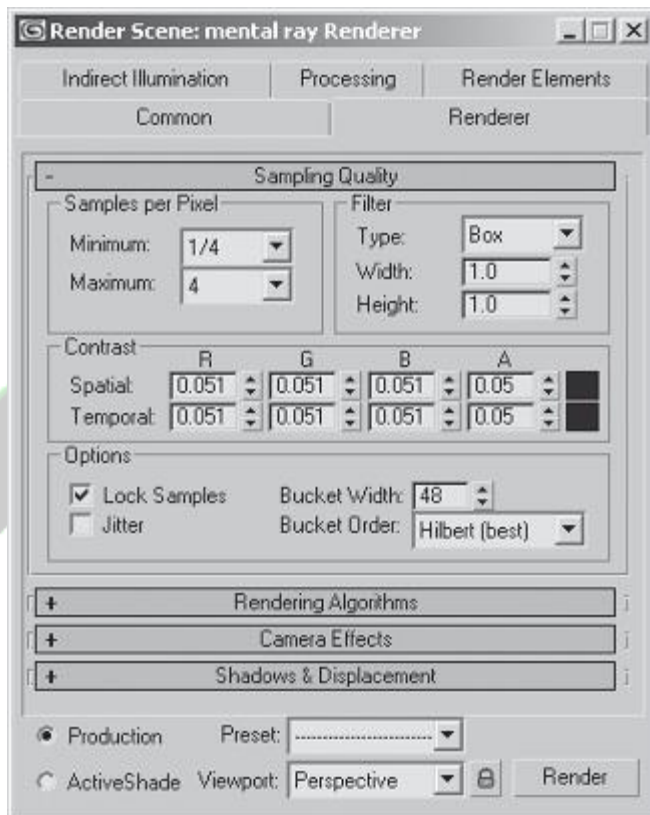 Render Scene: mental ray Renderer
Indirect Illumination Processing Render Elements
Common Renderer
- Sampling Quality
Samples per Pixel
Minimum: 1/4
Maximum: 4
Filter
Type: Box
Width: 1.0
Height: 1.0
Contrast
R G B A
Spatial: 0.051 0.051 0.051 0.05
Temporal: 0.051 0.051 0.051 0.05
Options
Lock Samples Bucket Width: 48
Jitter Bucket Order: Hilbert (best)
+ Rendering Algorithms
+ Camera Effects
+ Shadows & Displacement
Production Preset: -------------------------
ActiveShade Viewport: Perspective Render